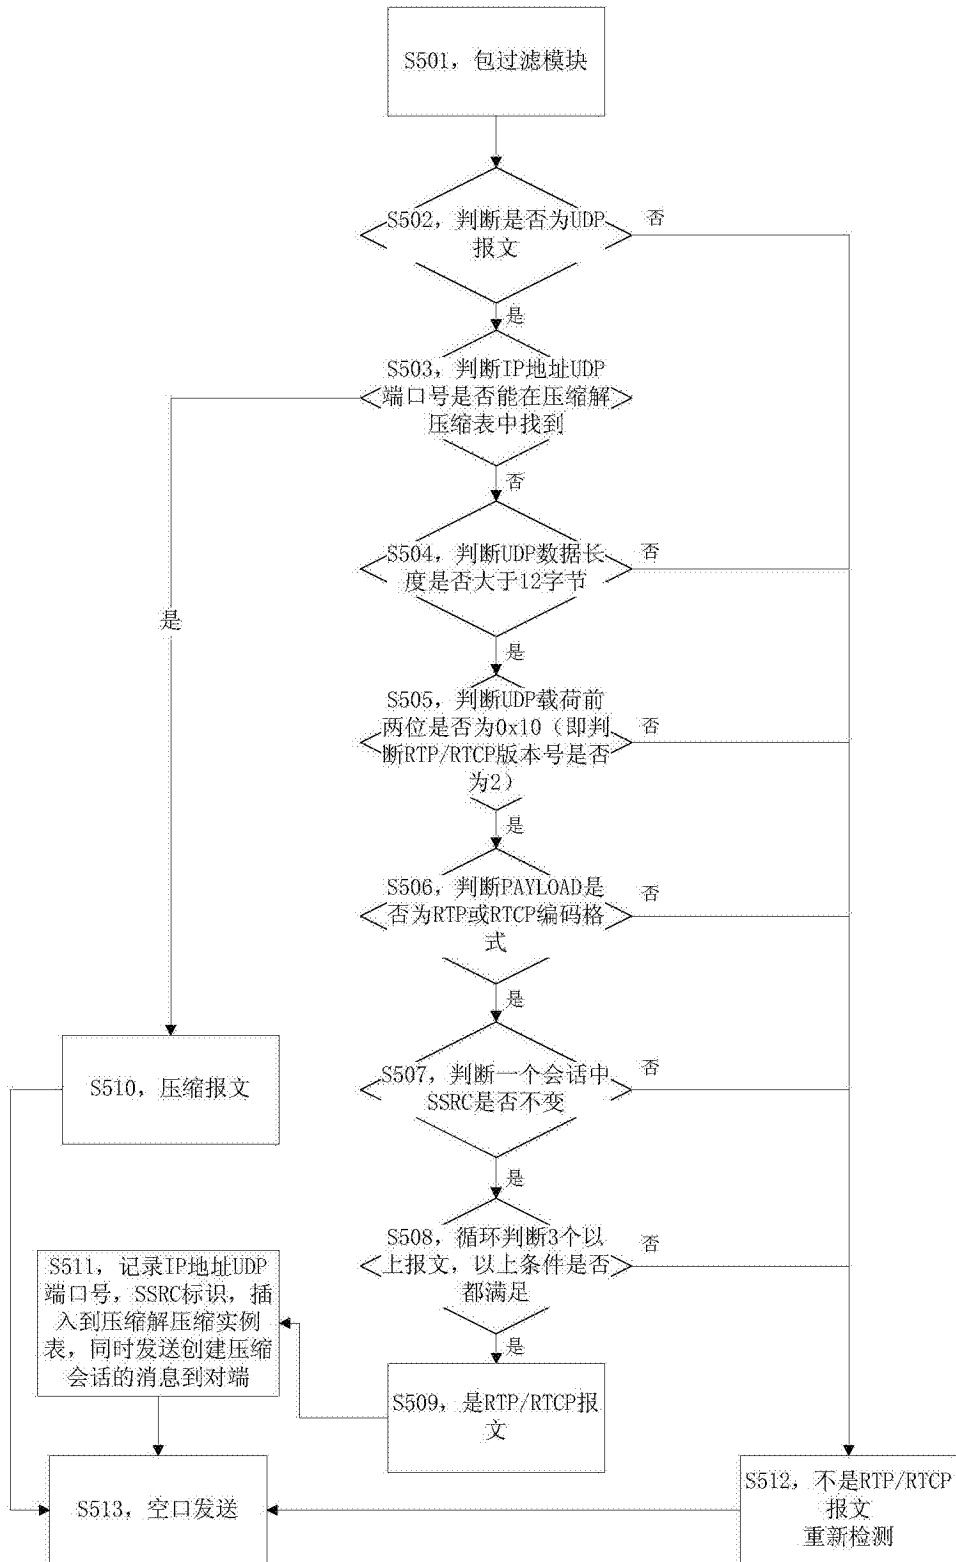 S501，包过滤模块
S502，判断是否为UDP
报文
否
是
S503，判断IP地址UDP
端口号是否能在压缩解
压缩表中找到
否
S504，判断UDP数据长
度是否大于12字节
否
是
是
S505，判断UDP载荷前
两位是否为0x10（即判
断RTP/RTCP版本号是否
为2）
否
是
S506，判断PAYLOAD是
否为RTP或RTCP编码格
式
否
是
S510，压缩报文
S507，判断一个会话中
SSRC是否不变
否
是
S508，循环判断3个以
上报文，以上条件是否
都满足
否
是
S511，记录IP地址UDP
端口号，SSRC标识，插
入到压缩解压缩实例
表，同时发送创建压缩
会话的消息到对端
S509，是RTP/RTCP报
文
S513，空口发送
S512，不是RTP/RTCP
报文
重新检测